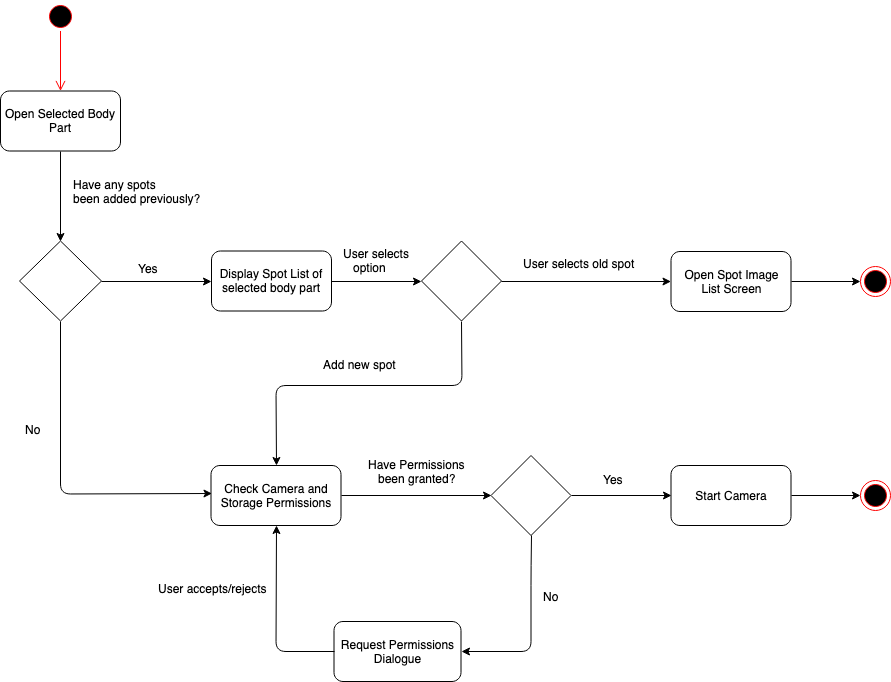 Open Selected Body
Part
Have any spots
been added previously?
Yes
Display Spot List of
selected body part
User selects
option
User selects old spot
Open Spot Image
List Screen
Add new spot
No
Check Camera and
Storage Permissions
Have Permissions
been granted?
Yes
Start Camera
User accepts/rejects
No
Request Permissions
Dialogue